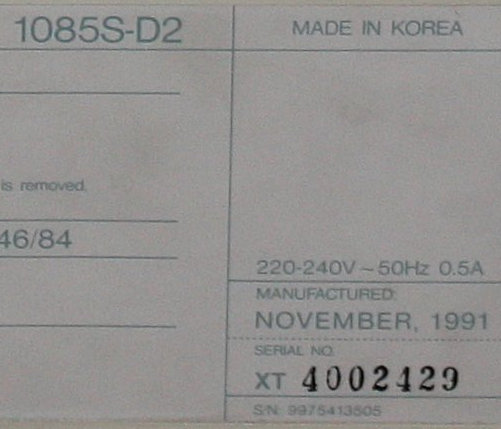 1085S-D2
MADE IN KOREA
is removed.
46/84
220-240V ~ 50Hz 0.5A
MANUFACTURED:
NOVEMBER, 1991
SERIAL NO.
XT 4002429
S/N: 9975413505